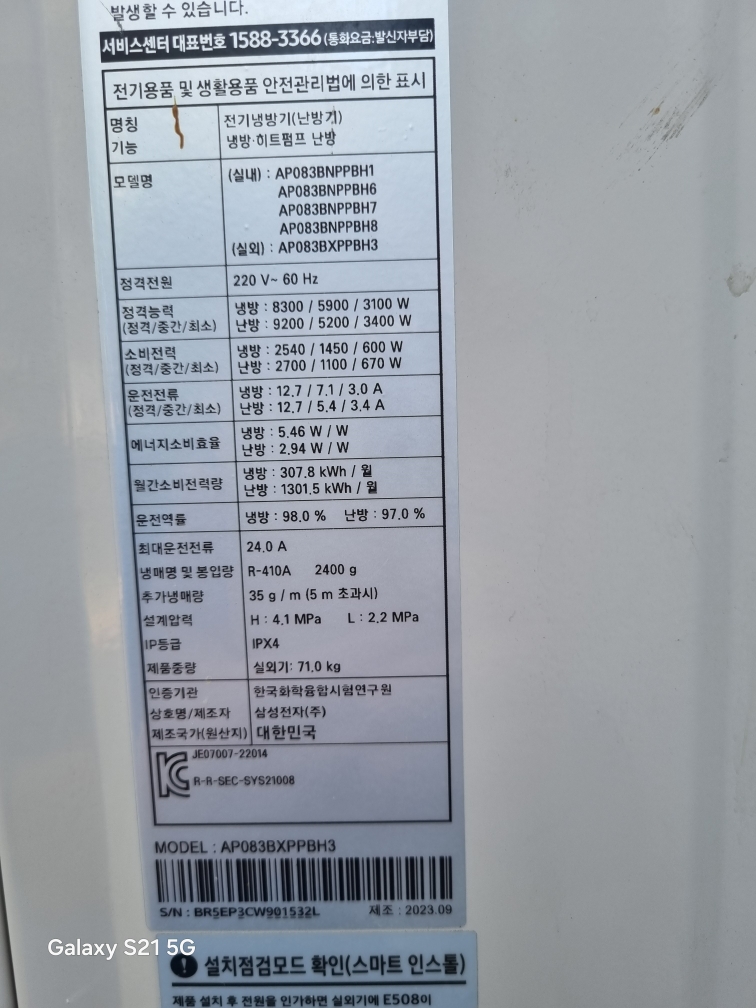 발생할 수 있습니다.
서비스센터 대표번호 1588-3366 (통화요금:발신자부담)
전기용품 및 생활용품 안전관리법에 의한 표시
명칭 전기냉방기(난방기)
기능 냉방·히트펌프 난방
모델명 (실내) : AP083BNPPBH1
AP083BNPPBH6
AP083BNPPBH7
AP083BNPPBH8
(실외) : AP083BXPPBH3
정격전원 220 V~ 60 Hz
정격능력 냉방 : 8300 / 5900 / 3100 W
(정격/중간/최소) 난방 : 9200 / 5200 / 3400 W
소비전력 냉방 : 2540 / 1450 / 600 W
(정격/중간/최소) 난방 : 2700 / 1100 / 670 W
운전전류 냉방 : 12.7 / 7.1 / 3.0 A
(정격/중간/최소) 난방 : 12.7 / 5.4 / 3.4 A
에너지소비효율 냉방 : 5.46 W / W
난방 : 2.94 W / W
월간소비전력량 냉방 : 307.8 kWh / 월
난방 : 1301.5 kWh / 월
운전역률 냉방 : 98.0 % 난방 : 97.0 %
최대운전전류 24.0 A
냉매명 및 봉입량 R-410A 2400 g
추가냉매량 35 g / m (5 m 초과시)
설계압력 H : 4.1 MPa L : 2.2 MPa
IP등급 IPX4
제품중량 실외기: 71.0 kg
인증기관 한국화학융합시험연구원
상호명/제조자 삼성전자(주)
제조국가(원산지) 대한민국
JE07007-22014
R-R-SEC-SYS21008
MODEL : AP083BXPPBH3
S/N : BR5EP3CW901532L 제조 : 2023.09
Galaxy S21 5G
설치점검모드 확인(스마트 인스톨)
제품 설치 후 전원을 인가하면 실외기에 E508이